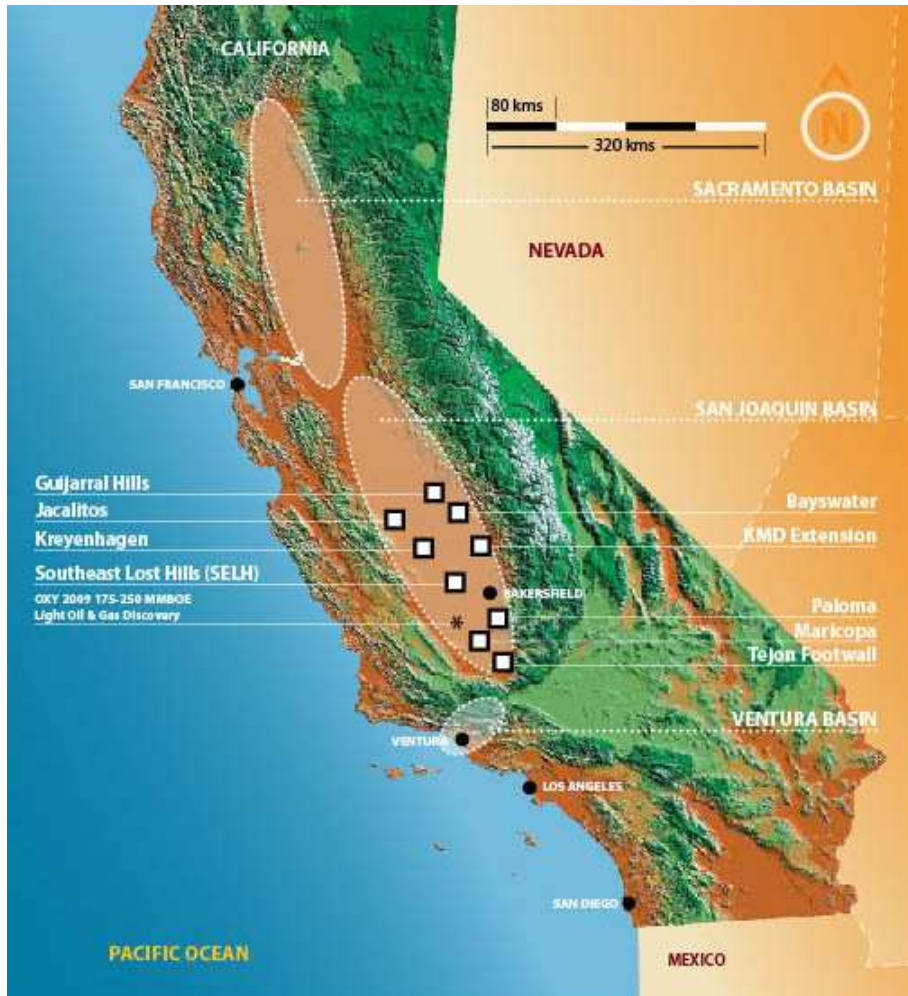 CALIFORNIA
80 kms
320 kms
N
SACRAMENTO BASIN
NEVADA
SAN FRANCISCO
SAN JOAQUIN BASIN
Guijarral Hills
Jacalitos
Bayswater
Kreyenhagen
KMD Extension
Southeast Lost Hills (SELH)
OXY 2009 175-250 MMBOE
Light Oil & Gas Discovary
BAKERSFIELD
Paloma
Maricopa
Tejon Footwall
VENTURA BASIN
VENTURA
LOS ANGELES
SAN DIEGO
PACIFIC OCEAN
MEXICO